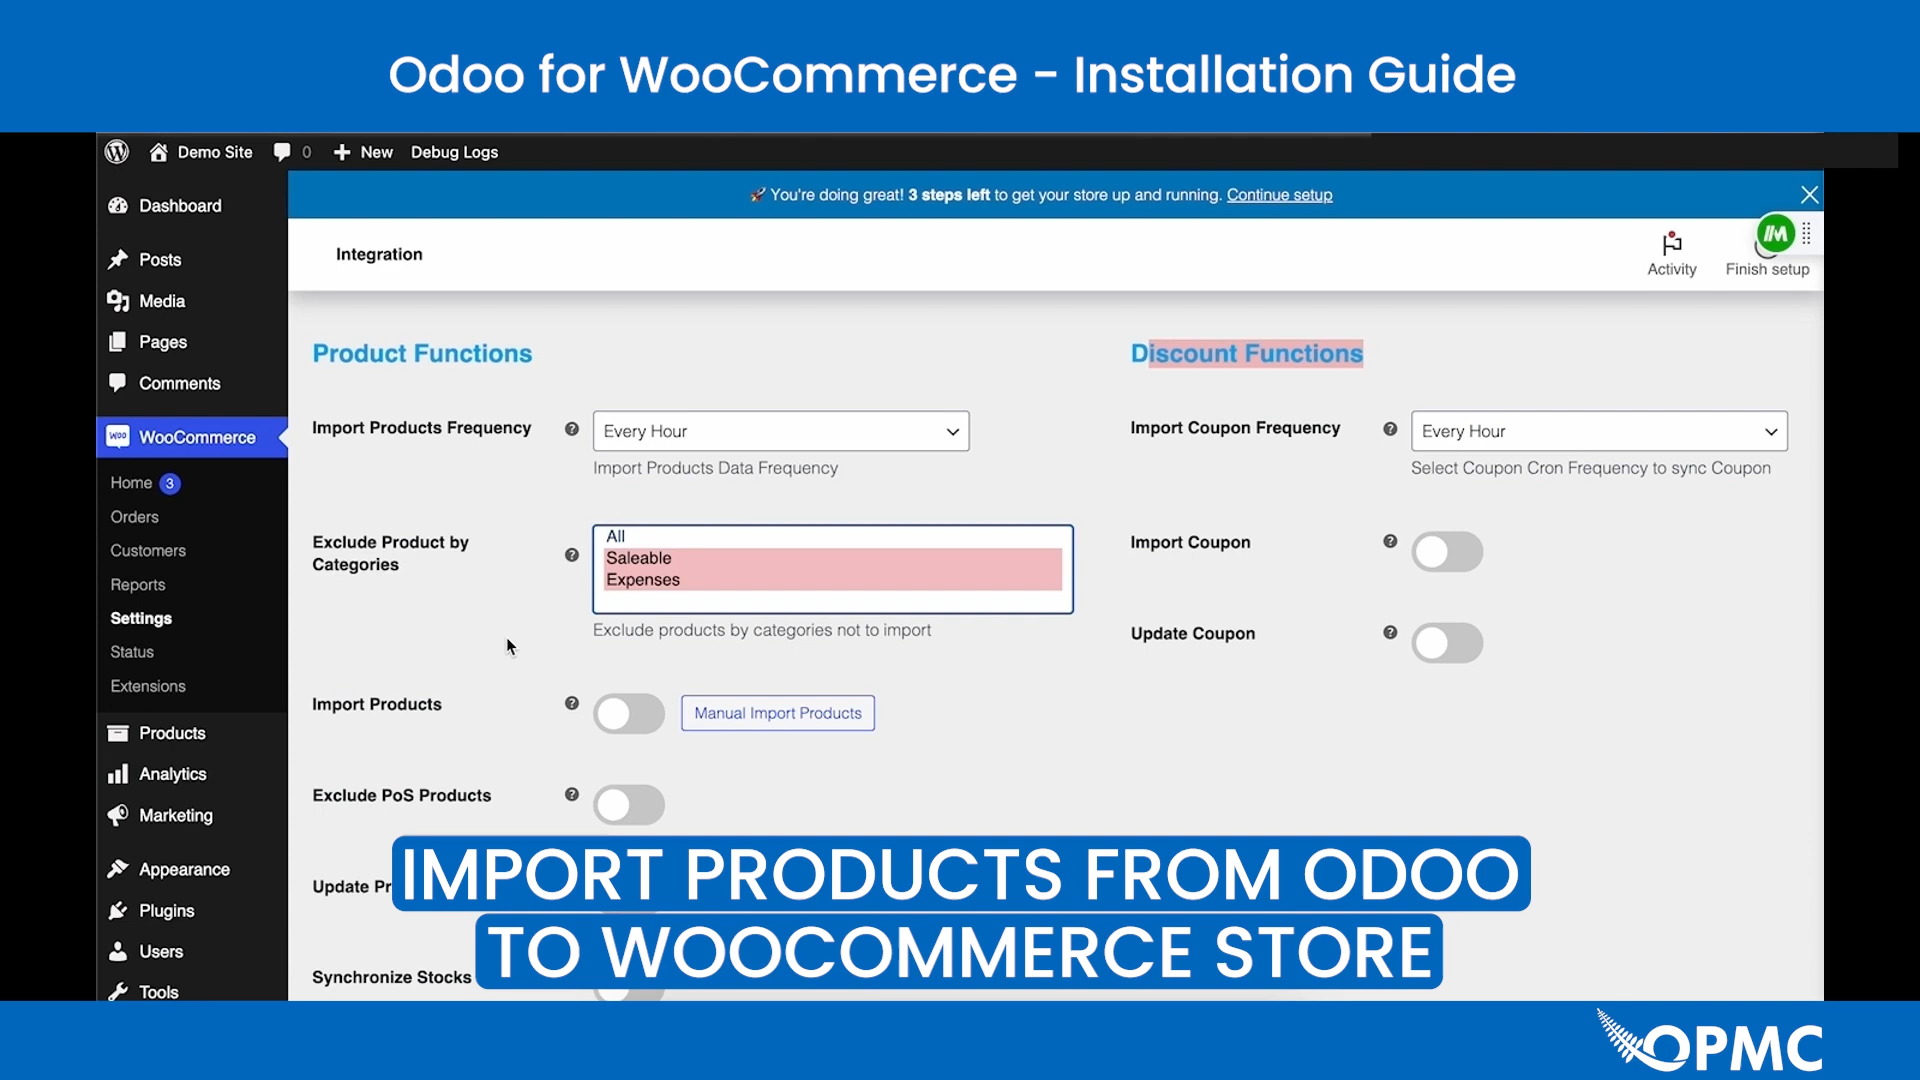 Odoo for WooCommerce - Installation Guide
Demo Site
0
New
Debug Logs
🚀 You're doing great! 3 steps left to get your store up and running. Continue setup
Integration
Activity
Finish setup
Dashboard
Posts
Media
Pages
Comments
WooCommerce
Home 3
Orders
Customers
Reports
Settings
Status
Extensions
Products
Analytics
Marketing
Appearance
Plugins
Users
Tools
Product Functions
Import Products Frequency
Every Hour
Import Products Data Frequency
Exclude Product by
Categories
All
Saleable
Expenses
Exclude products by categories not to import
Import Products
Manual Import Products
Exclude PoS Products
Update Pr
Synchronize Stocks
Discount Functions
Import Coupon Frequency
Every Hour
Select Coupon Cron Frequency to sync Coupon
Import Coupon
Update Coupon
IMPORT PRODUCTS FROM ODOO
TO WOOCOMMERCE STORE
OPMC